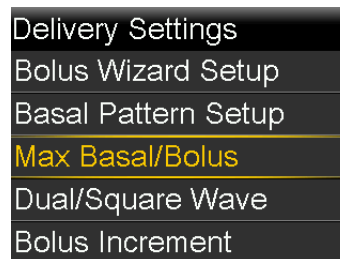 Delivery Settings
Bolus Wizard Setup
Basal Pattern Setup
Max Basal/Bolus
Dual/Square Wave
Bolus Increment